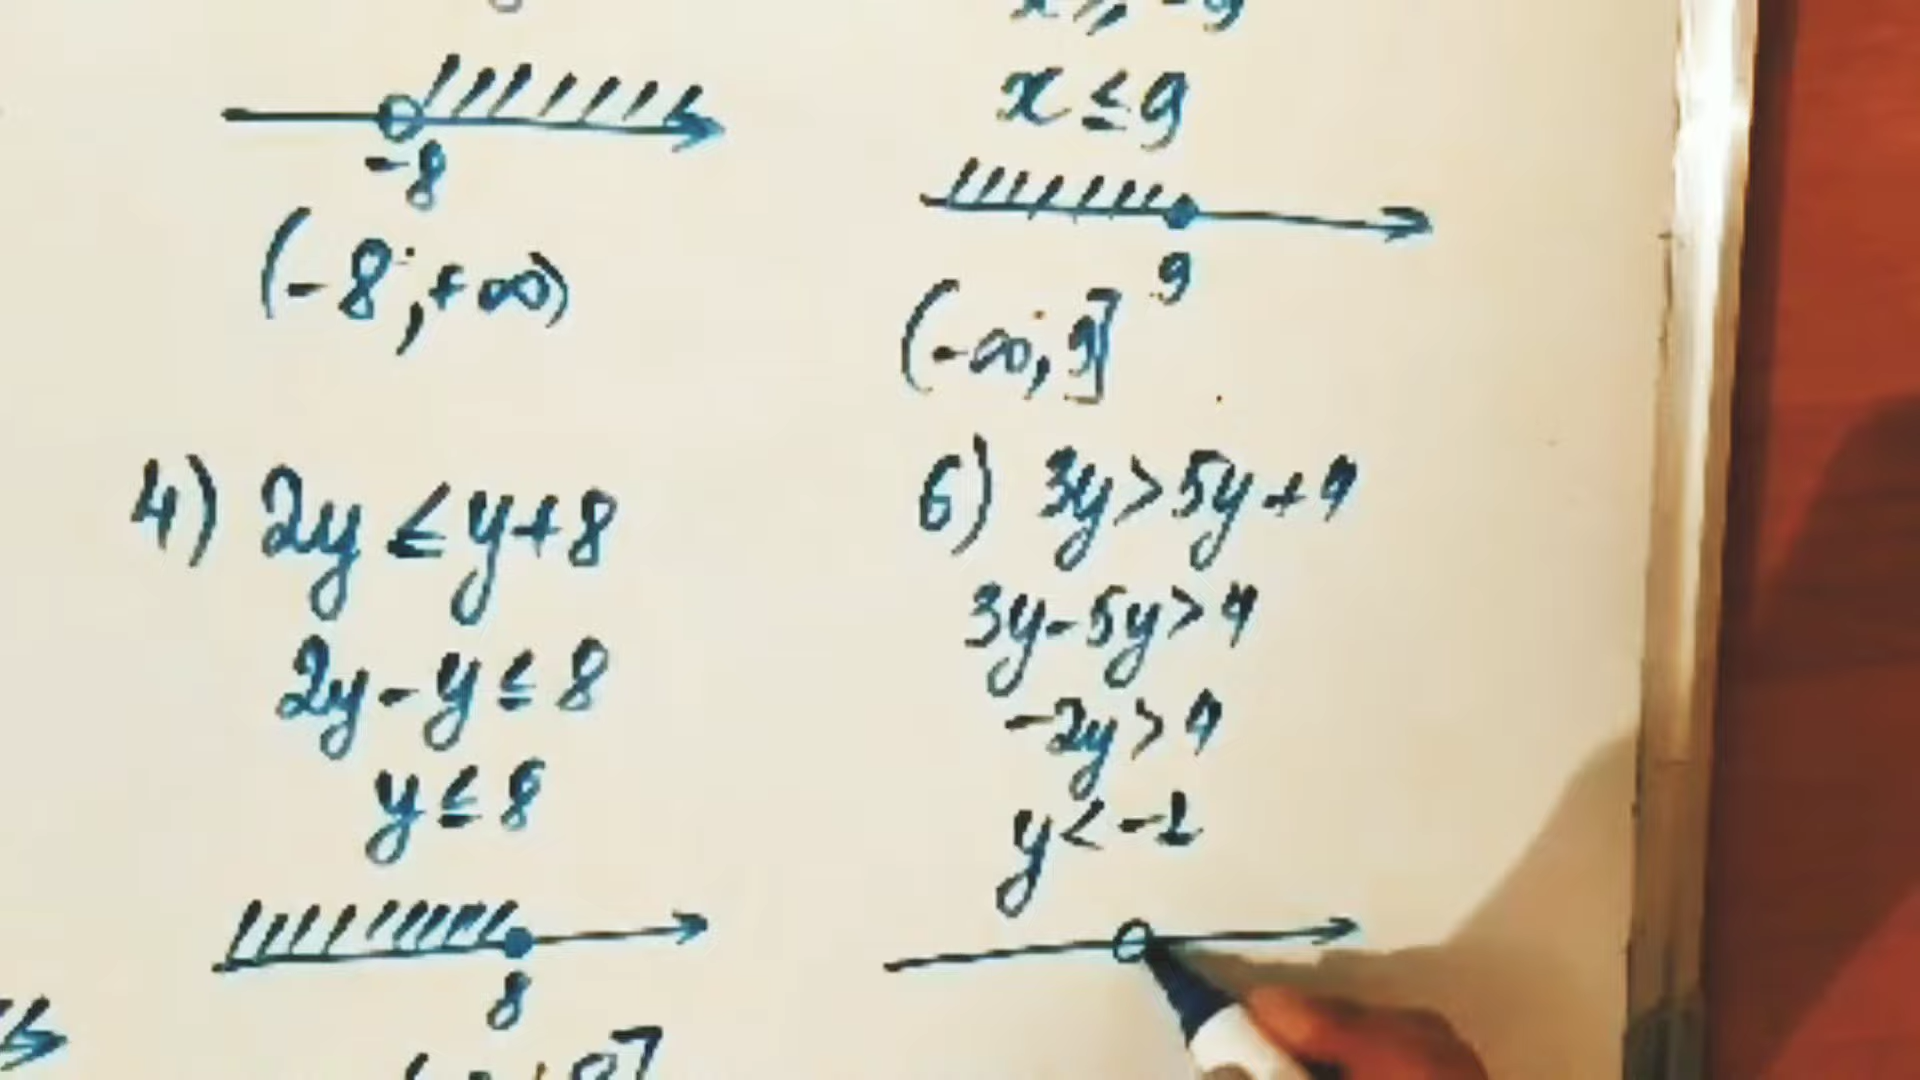 -8
(-8; +∞)
4) 2y ≤ y + 8
2y - y ≤ 8
y ≤ 8
8
x ≤ 9
9
(-∞; 9]
6) 3y > 5y + 4
3y - 5y > 4
-2y > 4
y < -2